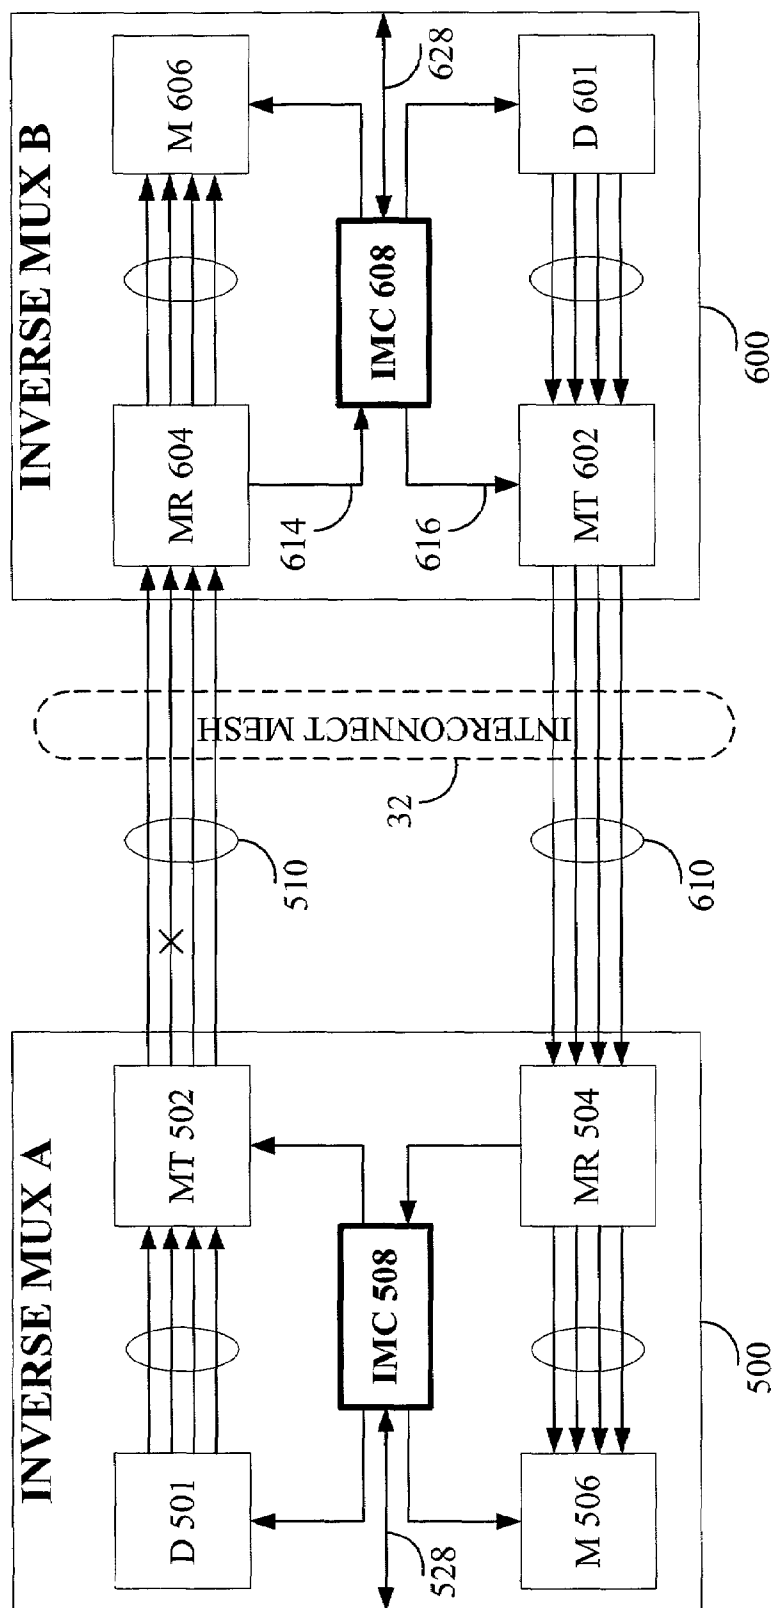 INVERSE MUX A
D 501
MT 502
IMC 508
528
M 506
MR 504
500
510
INTERCONNECT MESH
32
610
INVERSE MUX B
MR 604
M 606
614
IMC 608
628
616
MT 602
D 601
600